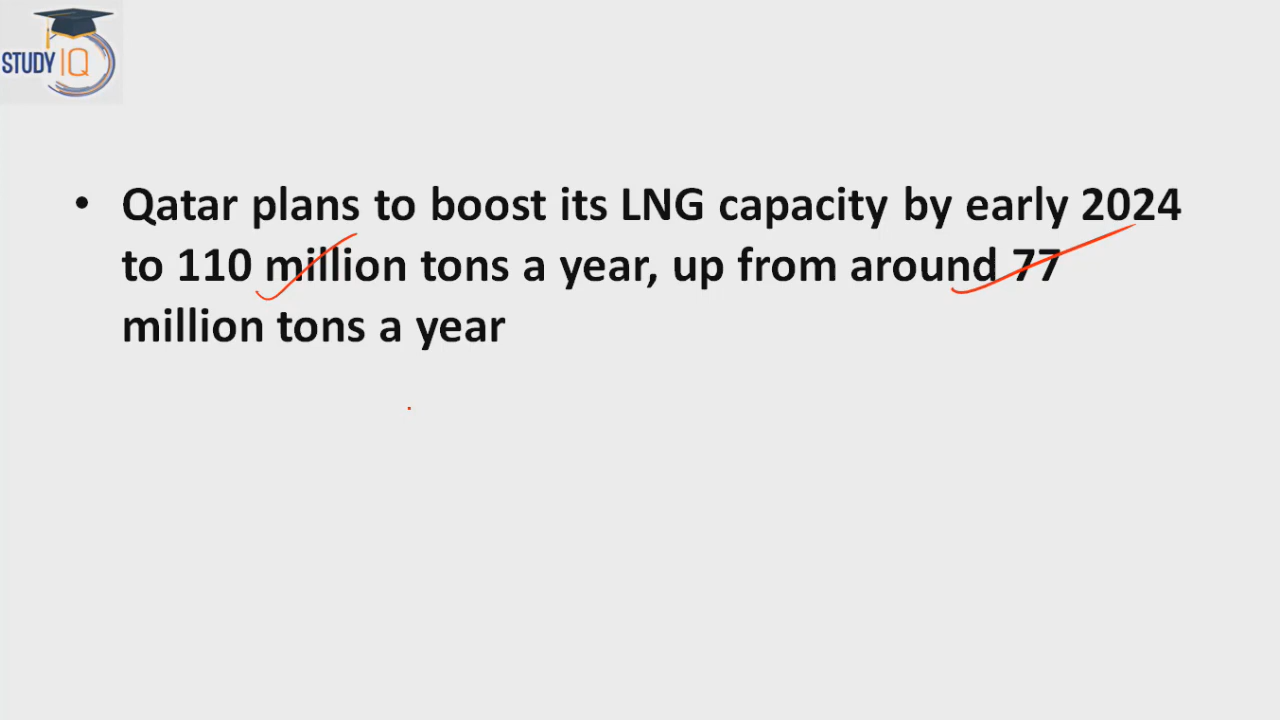 STUDY IQ
• Qatar plans to boost its LNG capacity by early 2024
to 110 million tons a year, up from around 77
million tons a year